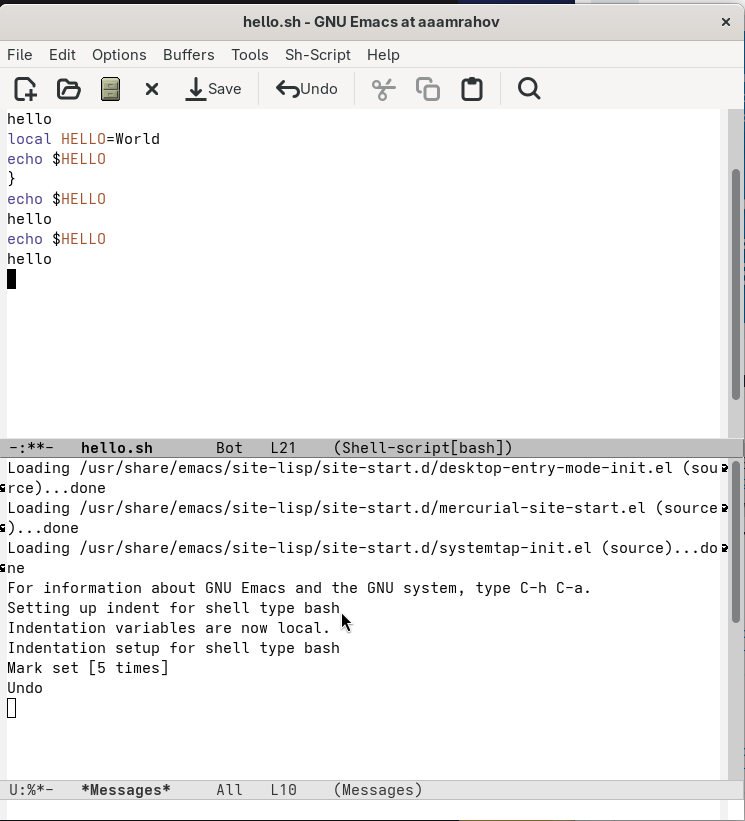 hello.sh - GNU Emacs at aaamrahov
File Edit Options Buffers Tools Sh-Script Help
Save Undo
hello
local HELLO=World
echo $HELLO
}
echo $HELLO
hello
echo $HELLO
hello
-:**- hello.sh Bot L21 (Shell-script[bash])
Loading /usr/share/emacs/site-lisp/site-start.d/desktop-entry-mode-init.el (sou
rce)...done
Loading /usr/share/emacs/site-lisp/site-start.d/mercurial-site-start.el (source
)...done
Loading /usr/share/emacs/site-lisp/site-start.d/systemtap-init.el (source)...do
ne
For information about GNU Emacs and the GNU system, type C-h C-a.
Setting up indent for shell type bash
Indentation variables are now local.
Indentation setup for shell type bash
Mark set [5 times]
Undo
U:%*- *Messages* All L10 (Messages)